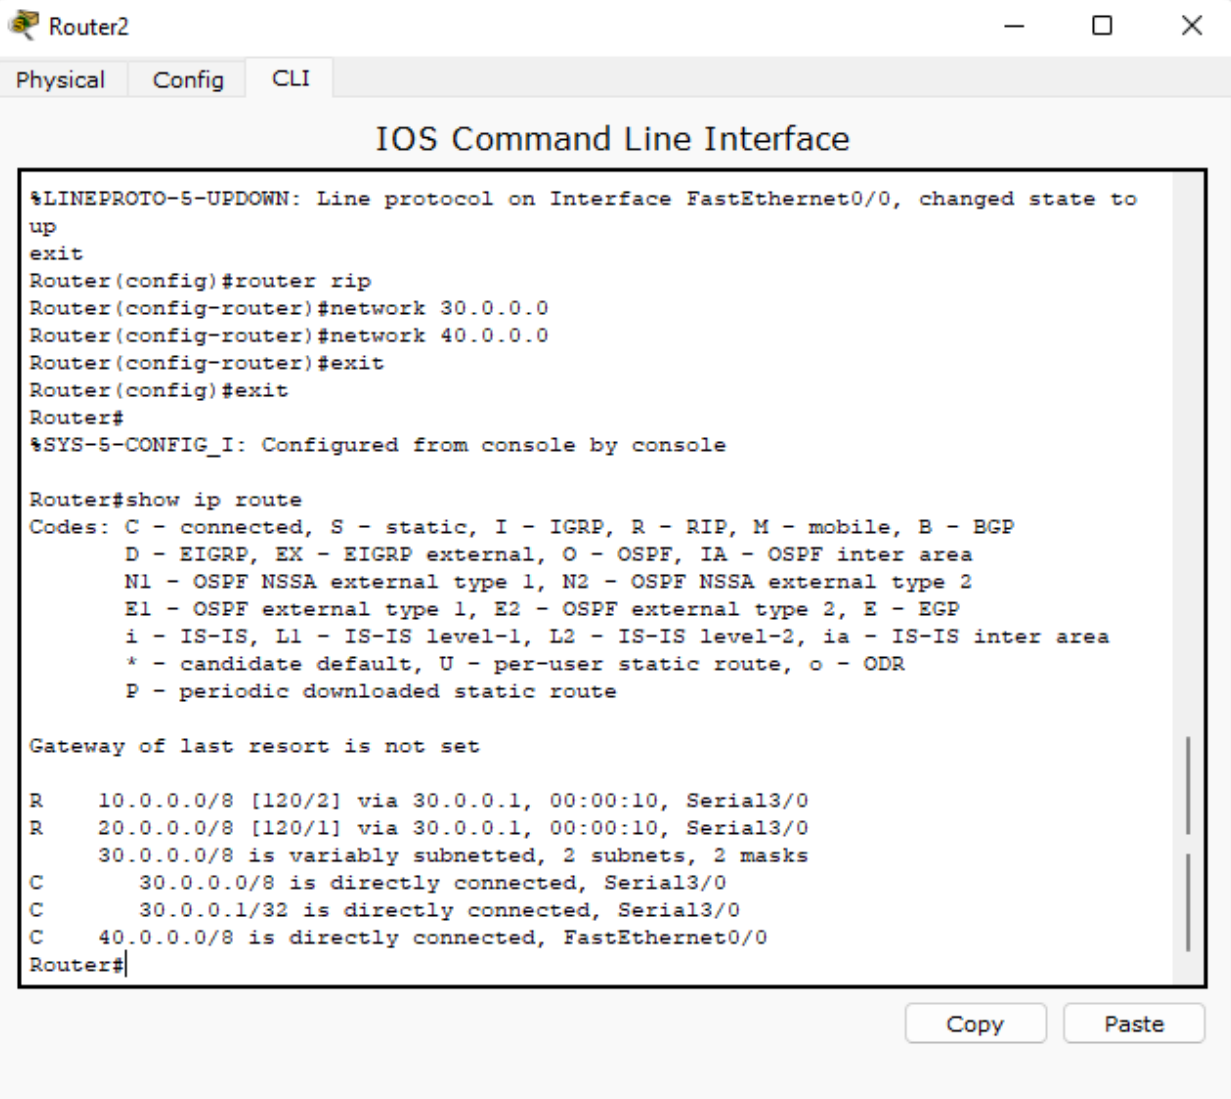 Router2
Physical Config CLI
IOS Command Line Interface
%LINEPROTO-5-UPDOWN: Line protocol on Interface FastEthernet0/0, changed state to
up
exit
Router(config)#router rip
Router(config-router)#network 30.0.0.0
Router(config-router)#network 40.0.0.0
Router(config-router)#exit
Router(config)#exit
Router#
%SYS-5-CONFIG_I: Configured from console by console
Router#show ip route
Codes: C - connected, S - static, I - IGRP, R - RIP, M - mobile, B - BGP
       D - EIGRP, EX - EIGRP external, O - OSPF, IA - OSPF inter area
       N1 - OSPF NSSA external type 1, N2 - OSPF NSSA external type 2
       E1 - OSPF external type 1, E2 - OSPF external type 2, E - EGP
       i - IS-IS, L1 - IS-IS level-1, L2 - IS-IS level-2, ia - IS-IS inter area
       * - candidate default, U - per-user static route, o - ODR
       P - periodic downloaded static route
Gateway of last resort is not set
R    10.0.0.0/8 [120/2] via 30.0.0.1, 00:00:10, Serial3/0
R    20.0.0.0/8 [120/1] via 30.0.0.1, 00:00:10, Serial3/0
     30.0.0.0/8 is variably subnetted, 2 subnets, 2 masks
C       30.0.0.0/8 is directly connected, Serial3/0
C       30.0.0.1/32 is directly connected, Serial3/0
C    40.0.0.0/8 is directly connected, FastEthernet0/0
Router#
Copy Paste